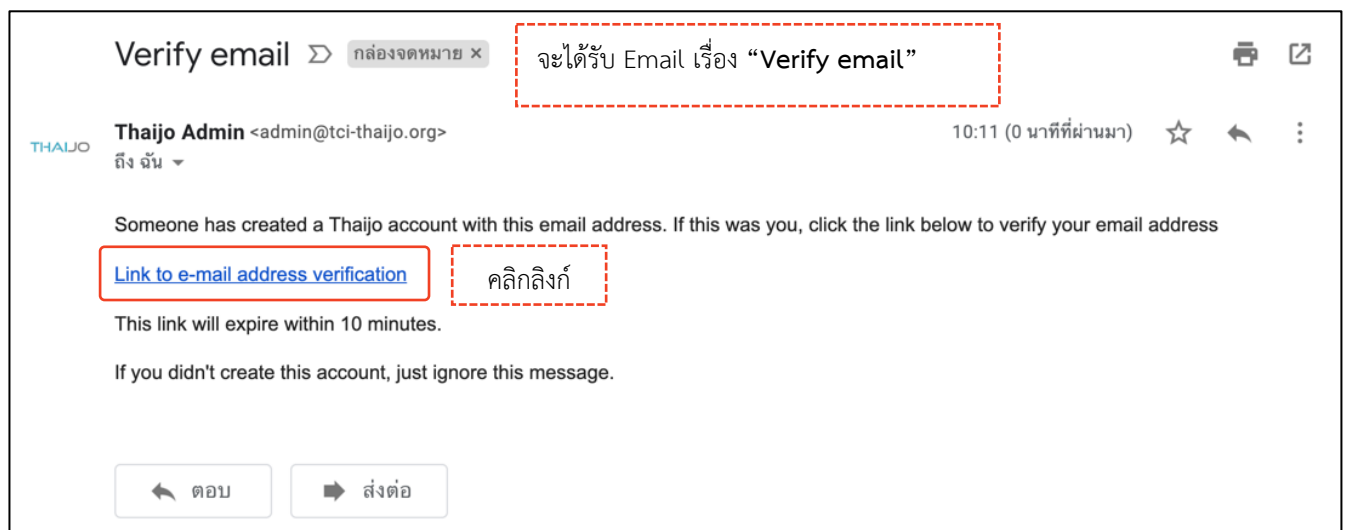 Verify email กล่องจดหมาย ×
จะได้รับ Email เรื่อง “Verify email”
THAIJO
Thaijo Admin <admin@tci-thaijo.org>
10:11 (0 นาทีที่ผ่านมา)
ถึง ฉัน
Someone has created a Thaijo account with this email address. If this was you, click the link below to verify your email address
Link to e-mail address verification
คลิกลิงก์
This link will expire within 10 minutes.
If you didn't create this account, just ignore this message.
ตอบ
ส่งต่อ